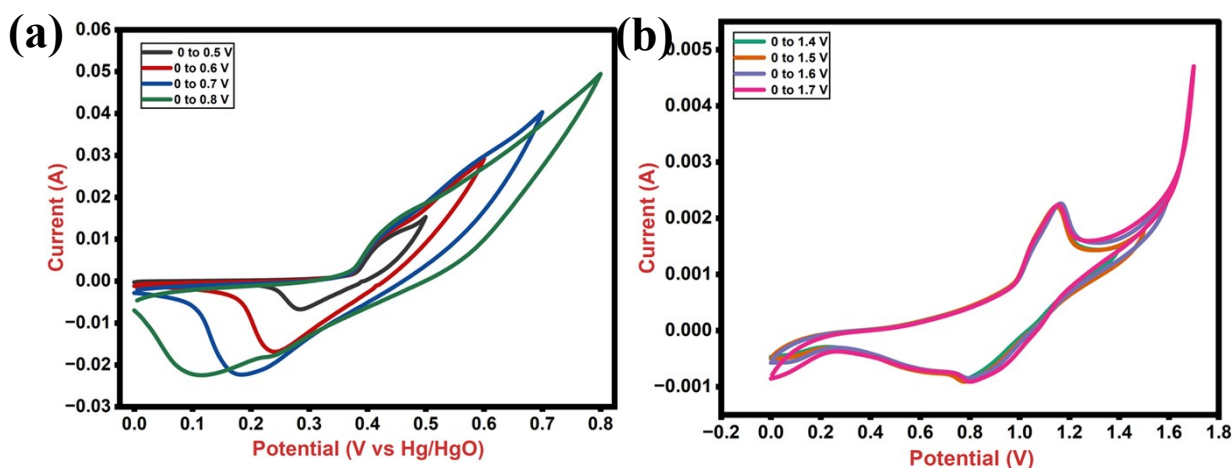 (a)
0 to 0.5 V
0 to 0.6 V
0 to 0.7 V
0 to 0.8 V
Current (A)
0.06
0.05
0.04
0.03
0.02
0.01
0.00
−0.01
−0.02
−0.03
0.0 0.1 0.2 0.3 0.4 0.5 0.6 0.7 0.8
Potential (V vs Hg/HgO)
(b)
0 to 1.4 V
0 to 1.5 V
0 to 1.6 V
0 to 1.7 V
Current (A)
0.005
0.004
0.003
0.002
0.001
0.000
−0.001
−0.2 0.0 0.2 0.4 0.6 0.8 1.0 1.2 1.4 1.6 1.8
Potential (V)